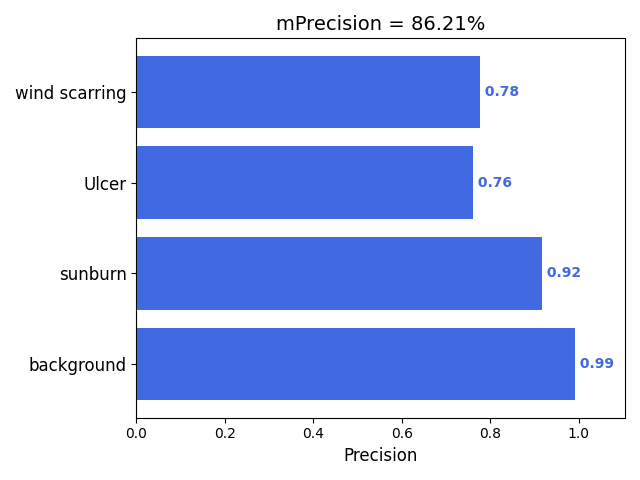 mPrecision = 86.21%
wind scarring
0.78
Ulcer
0.76
sunburn
0.92
background
0.99
0.0 0.2 0.4 0.6 0.8 1.0
Precision